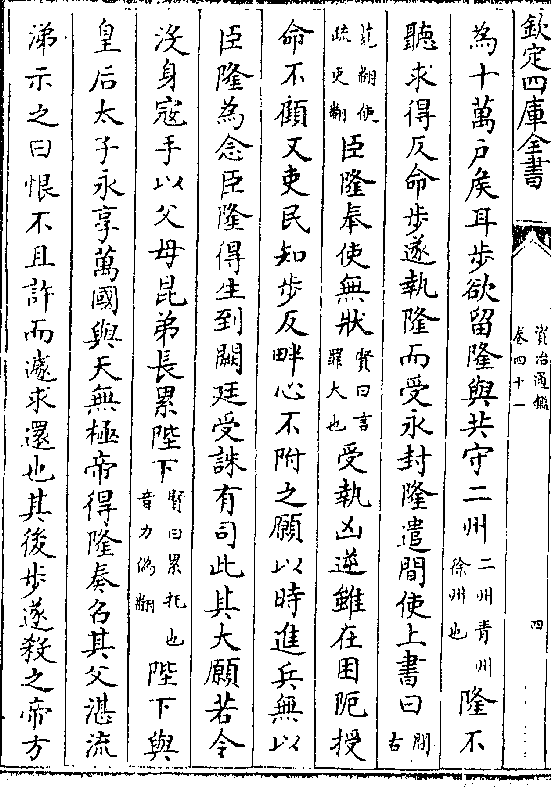 欽定四庫全書
資治通鑑
卷四十一
四
為十萬戶矦耳步欲留隆與共守二州二州青州徐州也隆不
聽求得反命步遂執隆而受永封隆遣間使上書曰間古
莧翻使疏吏翻臣隆奉使無狀賢曰言罪大也受執凶逆雖在困阨授
命不顧又吏民知步反畔心不附之願以時進兵無以
臣隆為念臣隆得生到闕廷受誅有司此其大願若令
没身寇手以父母昆弟長累陛下賢曰累托也音力偽翻陛下與
皇后太子永享萬國與天無極帝得隆奏召其父湛流
涕示之曰恨不且許而遽求還也其後步遂殺之帝方